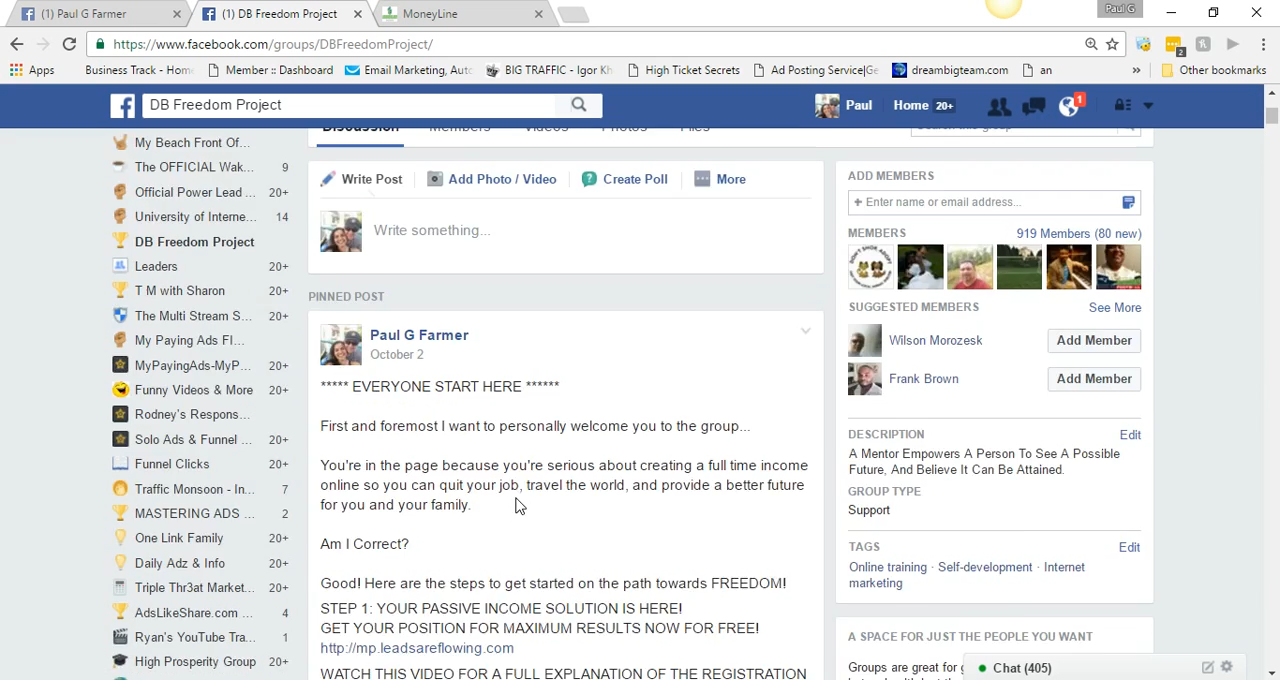 (1) Paul G Farmer
(1) DB Freedom Project
MoneyLine
Paul G
https://www.facebook.com/groups/DBFreedomProject/
2
Apps
Business Track - Hom
Member :: Dashboard
Email Marketing, Auto
BIG TRAFFIC - Igor Kh
High Ticket Secrets
Ad Posting Service|Ge
dreambigteam.com
an
»
Other bookmarks
DB Freedom Project
Paul
Home 20+
1
Discussion
Members
Videos
Photos
Files
Search this group
My Beach Front Of...
The OFFICIAL Wak... 9
Official Power Lead ... 20+
University of Interne... 14
DB Freedom Project
Leaders 20+
T M with Sharon 20+
The Multi Stream S... 20+
My Paying Ads FI... 20+
MyPayingAds-MyP... 20+
Funny Videos & More 20+
Rodney's Respons... 20+
Solo Ads & Funnel ... 20+
Funnel Clicks 20+
Traffic Monsoon - In... 7
MASTERING ADS ... 2
One Link Family 20+
Daily Adz & Info 20+
Triple Thr3at Market... 20+
AdsLikeShare.com ... 4
Ryan's YouTube Tra... 1
High Prosperity Group 20+
Write Post
Add Photo / Video
Create Poll
More
Write something...
PINNED POST
Paul G Farmer
October 2
***** EVERYONE START HERE ******
First and foremost I want to personally welcome you to the group...
You're in the page because you're serious about creating a full time income
online so you can quit your job, travel the world, and provide a better future
for you and your family.
Am I Correct?
Good! Here are the steps to get started on the path towards FREEDOM!
STEP 1: YOUR PASSIVE INCOME SOLUTION IS HERE!
GET YOUR POSITION FOR MAXIMUM RESULTS NOW FOR FREE!
http://mp.leadsareflowing.com
WATCH THIS VIDEO FOR A FULL EXPLANATION OF THE REGISTRATION
ADD MEMBERS
+ Enter name or email address...
MEMBERS
919 Members (80 new)
SUGGESTED MEMBERS
See More
Wilson Morozesk
Add Member
Frank Brown
Add Member
DESCRIPTION
Edit
A Mentor Empowers A Person To See A Possible
Future, And Believe It Can Be Attained.
GROUP TYPE
Support
TAGS
Edit
Online training · Self-development · Internet
marketing
A SPACE FOR JUST THE PEOPLE YOU WANT
Groups are great for
Chat (405)